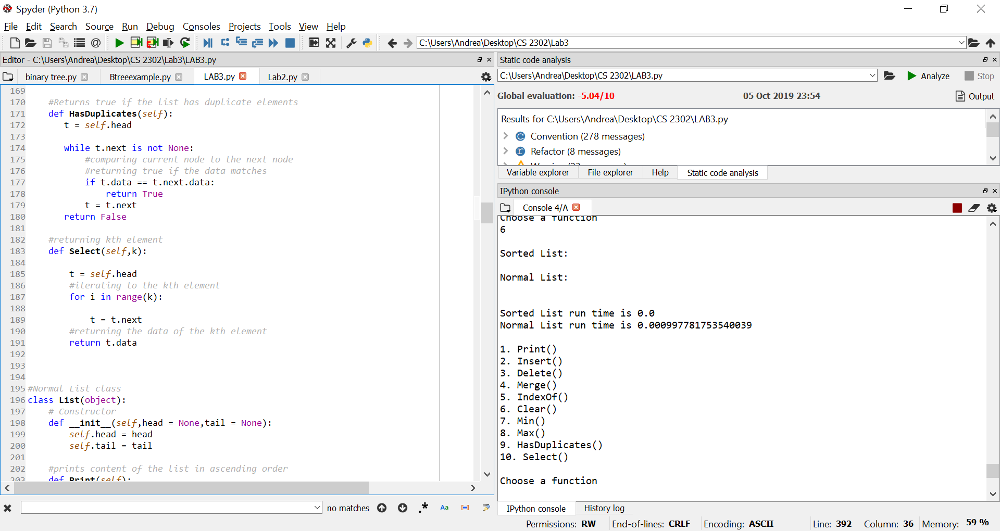 Spyder (Python 3.7)
File Edit Search Source Run Debug Consoles Projects Tools View Help
C:\Users\Andrea\Desktop\CS 2302\Lab3
Editor - C:\Users\Andrea\Desktop\CS 2302\Lab3\LAB3.py
binary tree.py Btreeexample.py LAB3.py Lab2.py
169
170 #Returns true if the list has duplicate elements
171 def HasDuplicates(self):
172 t = self.head
173
174 while t.next is not None:
175 #comparing current node to the next node
176 #returning true if the data matches
177 if t.data == t.next.data:
178 return True
179 t = t.next
180 return False
181
182 #returning kth element
183 def Select(self,k):
184
185 t = self.head
186 #iterating to the kth element
187 for i in range(k):
188
189 t = t.next
190 #returning the data of the kth element
191 return t.data
192
193
194
195 #Normal List class
196 class List(object):
197 # Constructor
198 def __init__(self,head = None,tail = None):
199 self.head = head
200 self.tail = tail
201
202 #prints content of the list in ascending order
203 def Print(self):
no matches
.* Aa
Static code analysis
C:\Users\Andrea\Desktop\CS 2302\LAB3.py
Analyze Stop
Global evaluation: -5.04/10 05 Oct 2019 23:54 Output
Results for C:\Users\Andrea\Desktop\CS 2302\LAB3.py
Convention (278 messages)
Refactor (8 messages)
Variable explorer File explorer Help Static code analysis
IPython console
Console 4/A
Choose a function
6
Sorted List:
Normal List:
Sorted List run time is 0.0
Normal List run time is 0.000997781753540039
1. Print()
2. Insert()
3. Delete()
4. Merge()
5. IndexOf()
6. Clear()
7. Min()
8. Max()
9. HasDuplicates()
10. Select()
Choose a function
IPython console History log
Permissions: RW End-of-lines: CRLF Encoding: ASCII Line: 392 Column: 36 Memory: 59 %